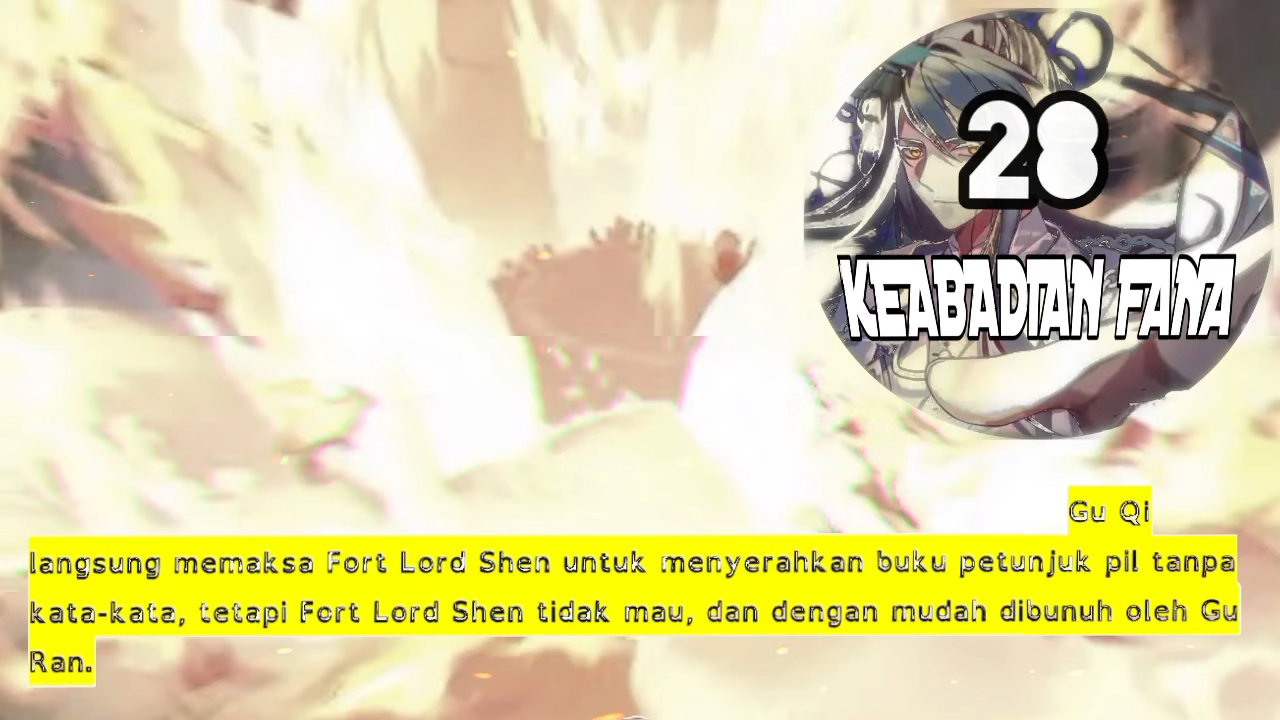 28
KEABADIAN FANA
Gu Qi
langsung memaksa Fort Lord Shen untuk menyerahkan buku petunjuk pil tanpa
kata-kata, tetapi Fort Lord Shen tidak mau, dan dengan mudah dibunuh oleh Gu
Ran.